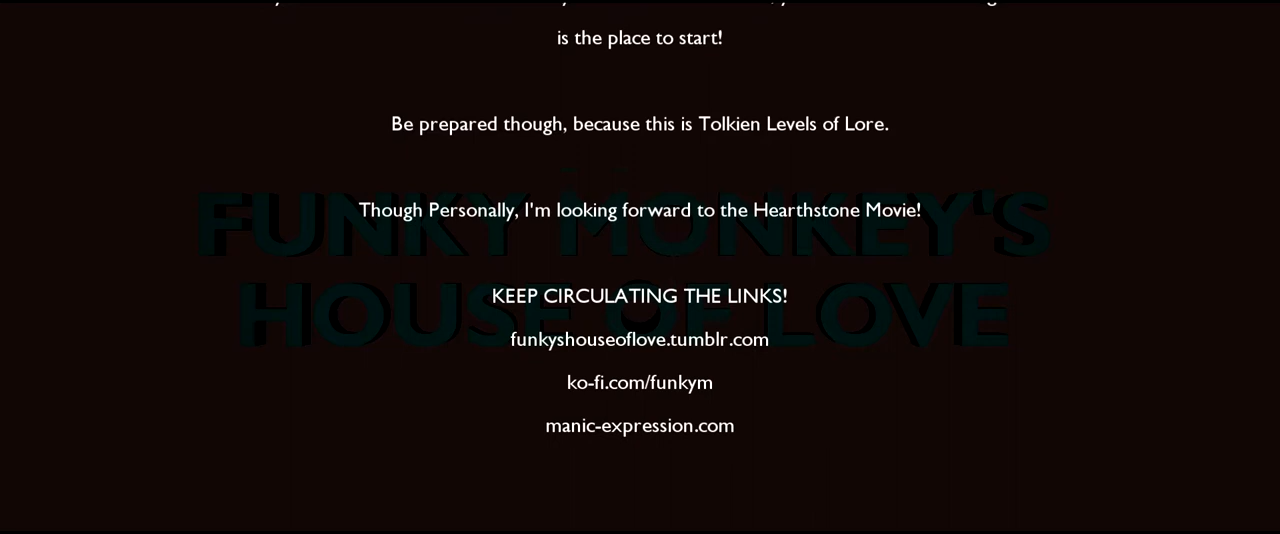 is the place to start!
Be prepared though, because this is Tolkien Levels of Lore.
FUNKY MONKEY'S
Though Personally, I'm looking forward to the Hearthstone Movie!
HOUSE OF LOVE
KEEP CIRCULATING THE LINKS!
funkyshouseoflove.tumblr.com
ko-fi.com/funkym
manic-expression.com